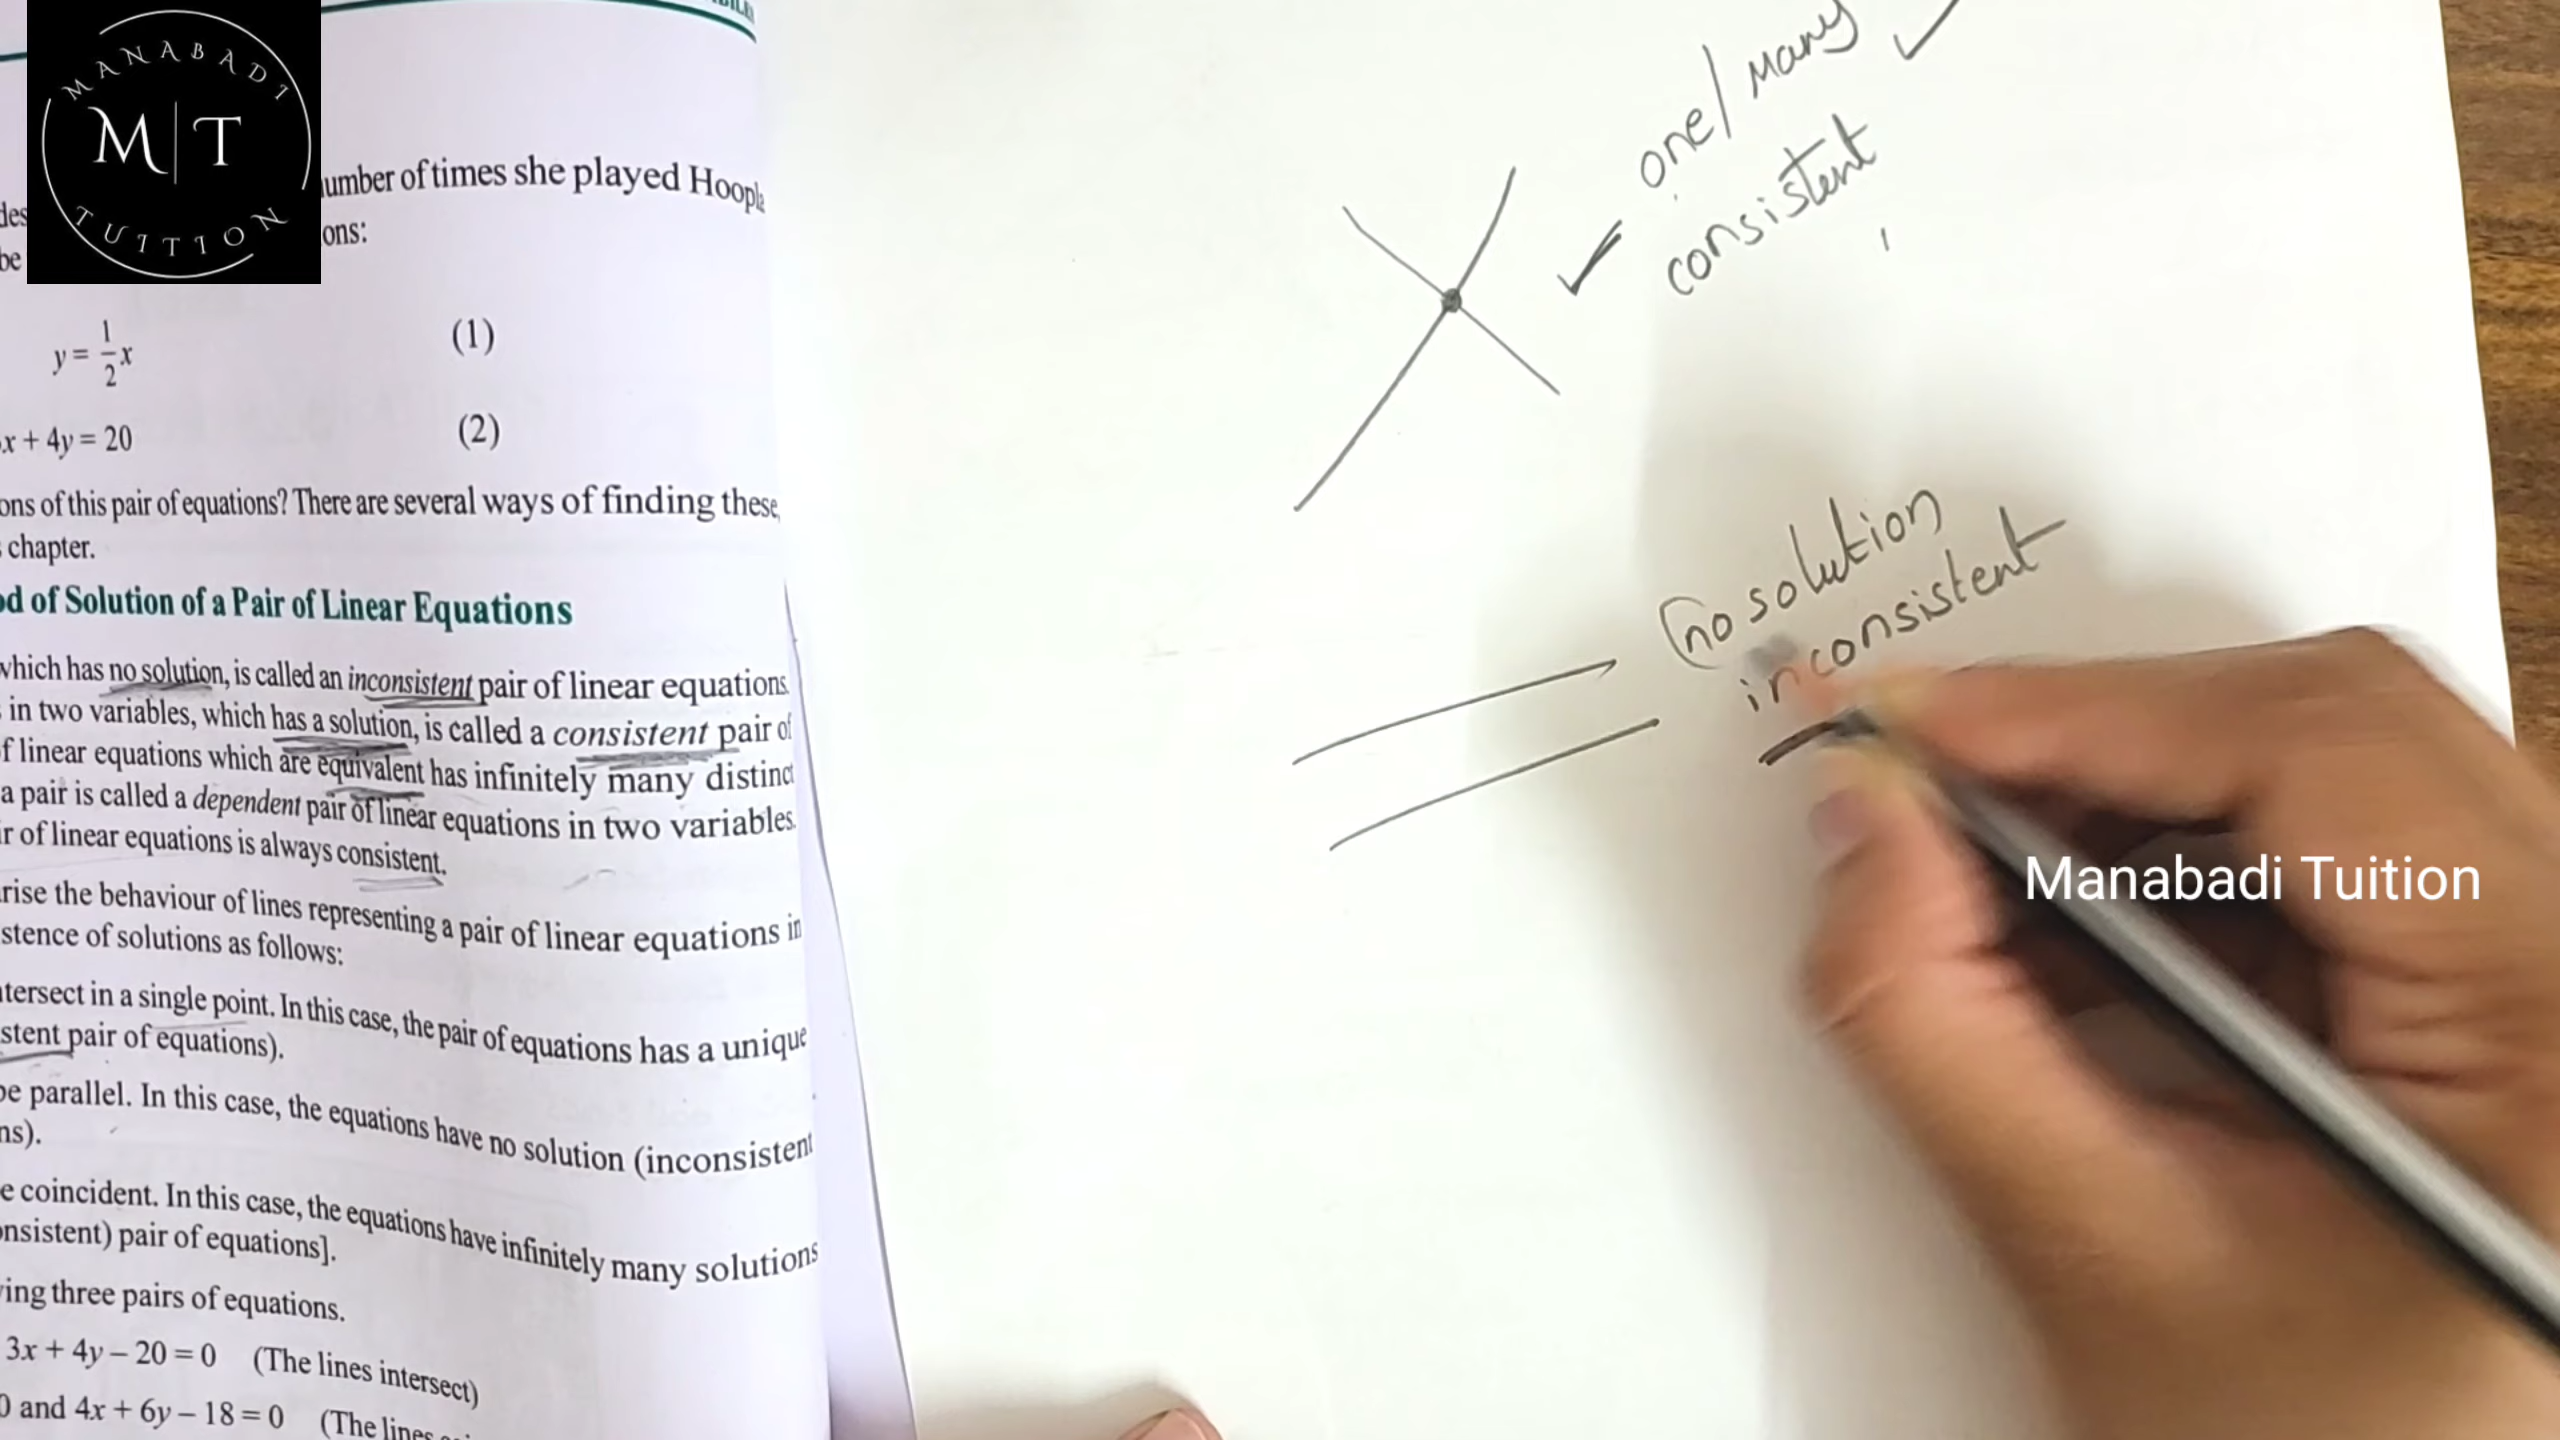 MANABADI
M|T
TUITION
number of times she played Hoopla
ons:
y = 1/2 x (1)
x + 4y = 20 (2)
ons of this pair of equations? There are several ways of finding these,
chapter.
od of Solution of a Pair of Linear Equations
which has no solution, is called an inconsistent pair of linear equations.
in two variables, which has a solution, is called a consistent pair of
f linear equations which are equivalent has infinitely many distinct
a pair is called a dependent pair of linear equations in two variables.
ir of linear equations is always consistent.
rise the behaviour of lines representing a pair of linear equations in
stence of solutions as follows:
tersect in a single point. In this case, the pair of equations has a unique
stent pair of equations).
be parallel. In this case, the equations have no solution (inconsistent
ns).
e coincident. In this case, the equations have infinitely many solutions
onsistent) pair of equations].
ving three pairs of equations.
3x + 4y – 20 = 0 (The lines intersect)
0 and 4x + 6y – 18 = 0 (The lines
one/many
consistent
no solution
inconsistent
Manabadi Tuition